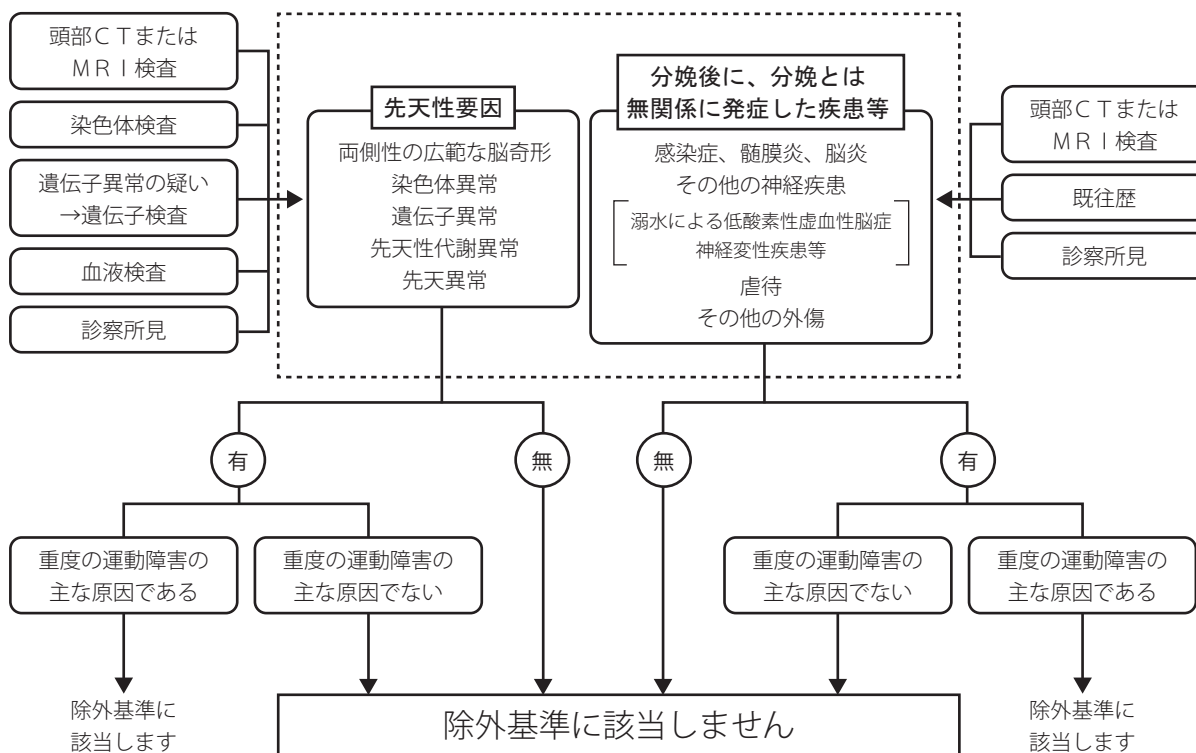 頭部ＣＴまたは
ＭＲＩ検査
染色体検査
遺伝子異常の疑い
→遺伝子検査
血液検査
診察所見
先天性要因
両側性の広範な脳奇形
染色体異常
遺伝子異常
先天性代謝異常
先天異常
分娩後に、分娩とは
無関係に発症した疾患等
感染症、髄膜炎、脳炎
その他の神経疾患
溺水による低酸素性虚血性脳症
神経変性疾患等
虐待
その他の外傷
頭部ＣＴまたは
ＭＲＩ検査
既往歴
診察所見
有
無
無
有
重度の運動障害の
主な原因である
重度の運動障害の
主な原因でない
重度の運動障害の
主な原因でない
重度の運動障害の
主な原因である
除外基準に
該当します
除外基準に該当しません
除外基準に
該当します